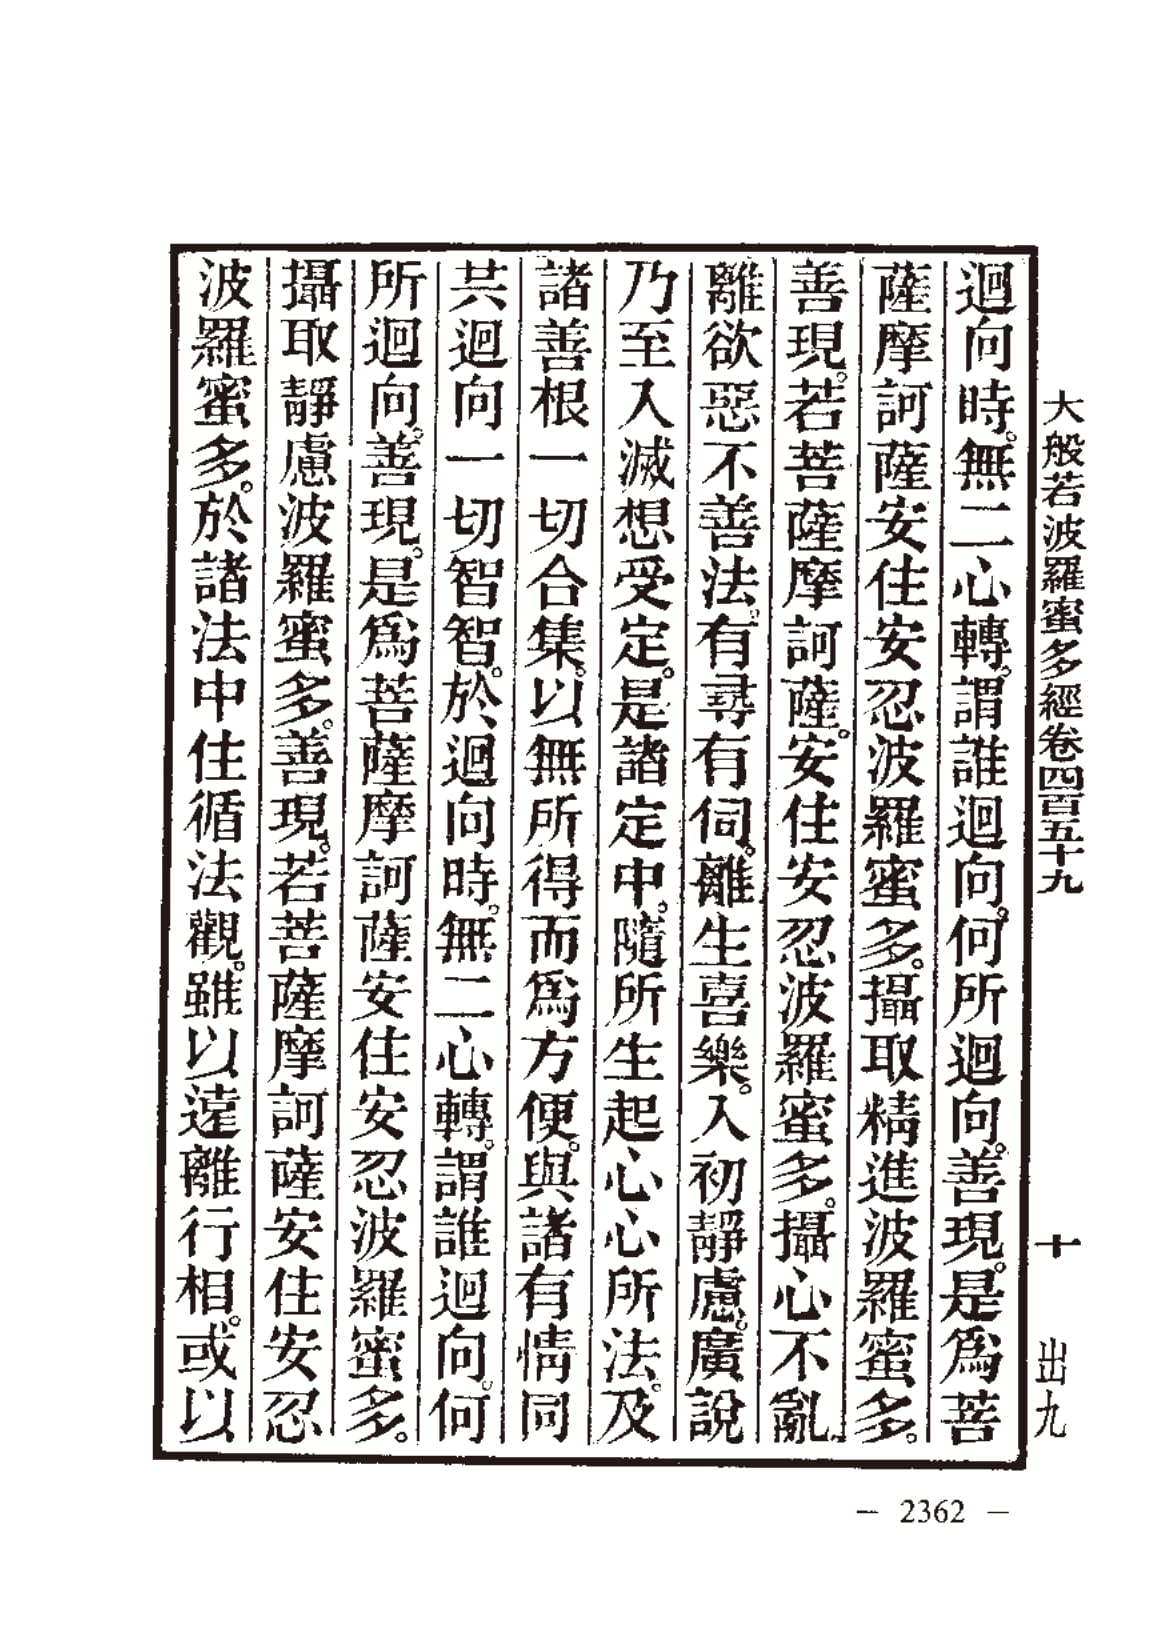 大般若波羅蜜多經卷四百五十九　十　出九
迴向時。無二心轉。謂誰迴向。何所迴向。善現。是爲菩
薩摩訶薩安住安忍波羅蜜多。攝取精進波羅蜜多。
善現。若菩薩摩訶薩。安住安忍波羅蜜多。攝心不亂。
離欲惡不善法。有尋有伺。離生喜樂。入初靜慮。廣說
乃至入滅想受定。是諸定中。隨所生起心心所法。及
諸善根一切合集。以無所得而爲方便。與諸有情同
共迴向一切智智。於迴向時。無二心轉。謂誰迴向。何
所迴向。善現。是爲菩薩摩訶薩安住安忍波羅蜜多。
攝取靜慮波羅蜜多。善現。若菩薩摩訶薩安住安忍
波羅蜜多。於諸法中住循法觀。雖以遠離行相。或以
— 2362 —